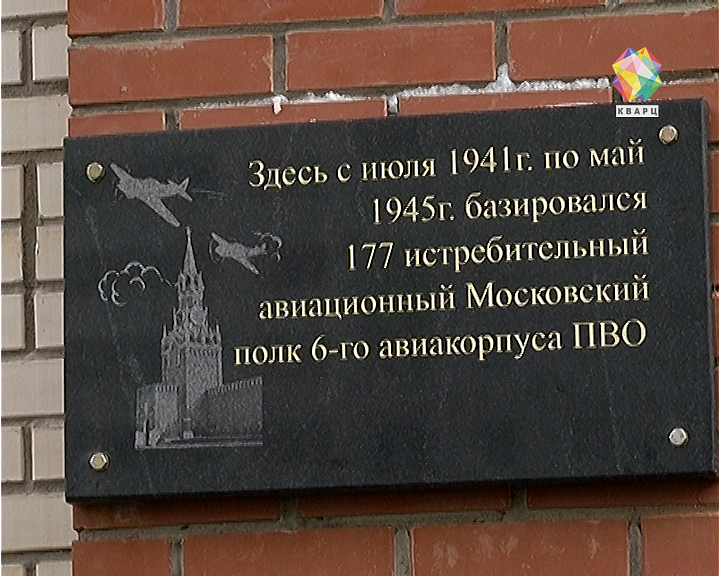 КВАРЦ
Здесь с июля 1941г. по май
1945г. базировался
177 истребительный
авиационный Московский
полк 6-го авиакорпуса ПВО